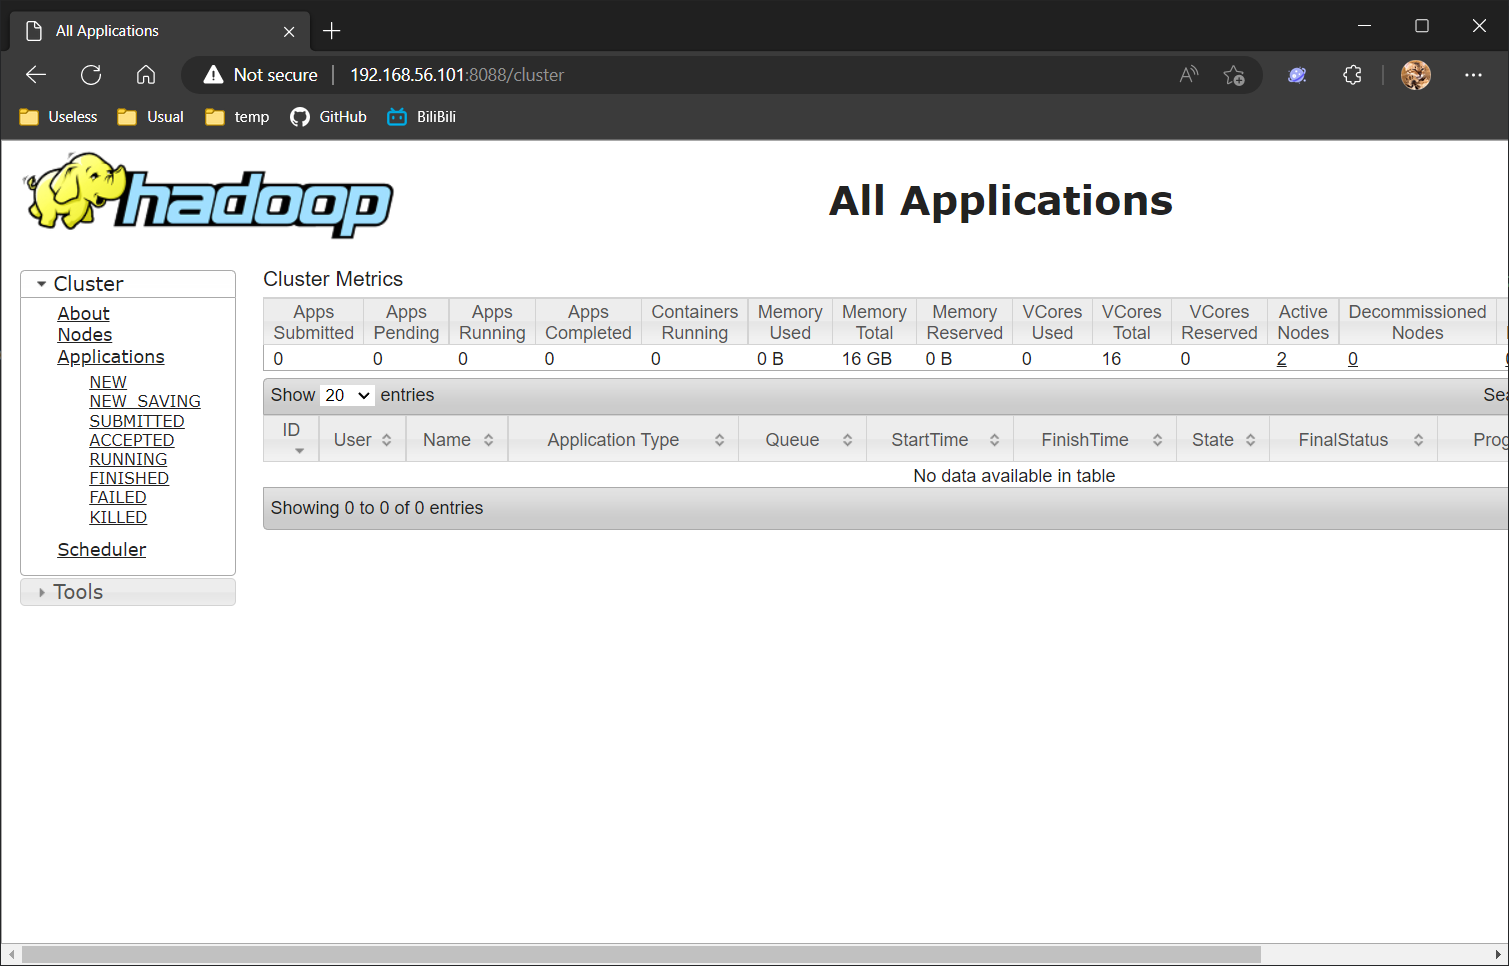 All Applications
Not secure
192.168.56.101:8088/cluster
Useless
Usual
temp
GitHub
BiliBili
hadoop
All Applications
Cluster
About
Nodes
Applications
NEW
NEW_SAVING
SUBMITTED
ACCEPTED
RUNNING
FINISHED
FAILED
KILLED
Scheduler
Tools
Cluster Metrics
Apps Submitted
Apps Pending
Apps Running
Apps Completed
Containers Running
Memory Used
Memory Total
Memory Reserved
VCores Used
VCores Total
VCores Reserved
Active Nodes
Decommissioned Nodes
0 0 0 0 0 0 B 16 GB 0 B 0 16 0 2 0
Show 20 entries
Sea
ID User Name Application Type Queue StartTime FinishTime State FinalStatus Prog
No data available in table
Showing 0 to 0 of 0 entries